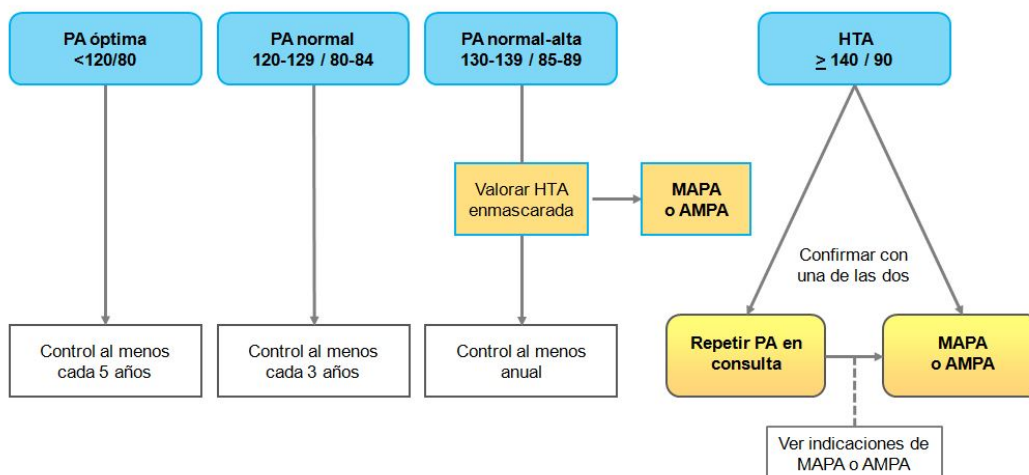 PA óptima
<120/80
PA normal
120-129 / 80-84
PA normal-alta
130-139 / 85-89
HTA
≥ 140 / 90
Valorar HTA
enmascarada
MAPA
o AMPA
Confirmar con
una de las dos
Control al menos
cada 5 años
Control al menos
cada 3 años
Control al menos
anual
Repetir PA en
consulta
MAPA
o AMPA
Ver indicaciones de
MAPA o AMPA